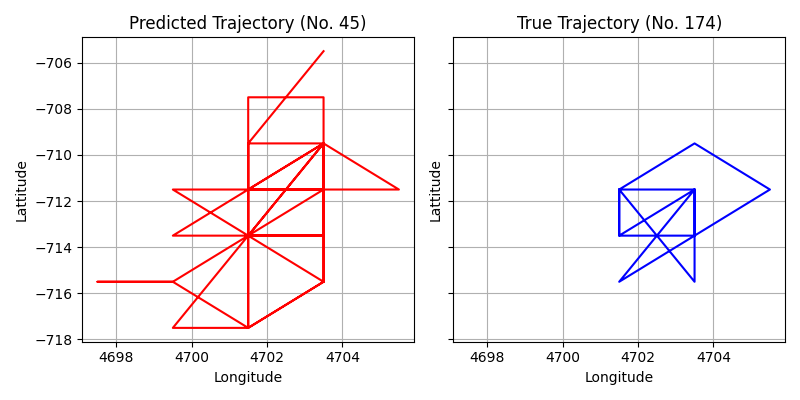 Predicted Trajectory (No. 45)
True Trajectory (No. 174)
Lattitude
−706
−708
−710
−712
−714
−716
−718
4698
4700
4702
4704
Longitude
Lattitude
4698
4700
4702
4704
Longitude